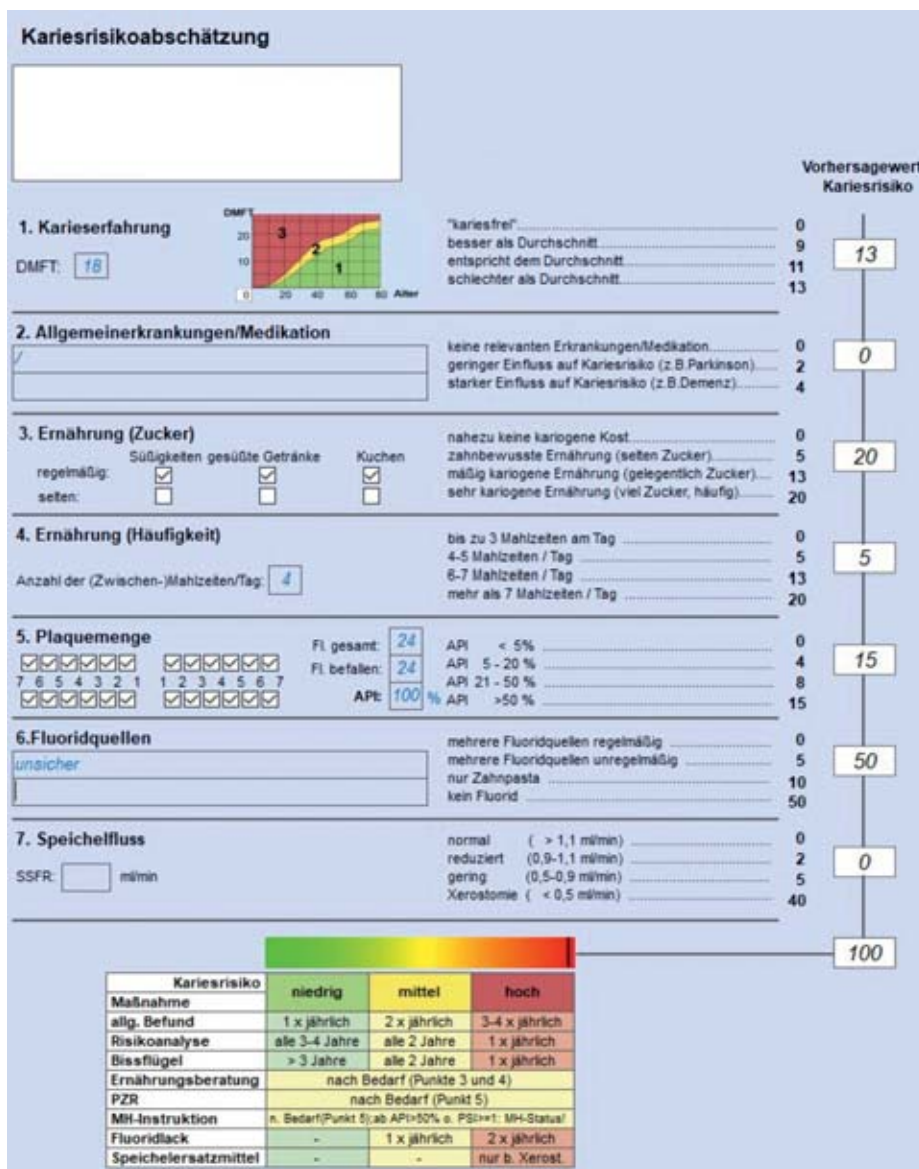 Kariesrisikoabschätzung
Vorhersagewert
Kariesrisiko
1. Karieserfahrung
DMFT: 18
DMFT
20
10
0 20 40 60 80 Alter
3
2
1
"kariesfrei" 0
besser als Durchschnitt 9
entspricht dem Durchschnitt 11
schlechter als Durchschnitt 13
13
2. Allgemeinerkrankungen/Medikation
/
keine relevanten Erkrankungen/Medikation 0
geringer Einfluss auf Kariesrisiko (z.B.Parkinson) 2
starker Einfluss auf Kariesrisiko (z.B.Demenz) 4
0
3. Ernährung (Zucker)
Süßigkeiten gesüßte Getränke Kuchen
regelmäßig:
selten:
nahezu keine kariogene Kost 0
zahnbewusste Ernährung (selten Zucker) 5
mäßig kariogene Ernährung (gelegentlich Zucker) 13
sehr kariogene Ernährung (viel Zucker, häufig) 20
20
4. Ernährung (Häufigkeit)
Anzahl der (Zwischen-)Mahlzeiten/Tag: 4
bis zu 3 Mahlzeiten am Tag 0
4-5 Mahlzeiten / Tag 5
6-7 Mahlzeiten / Tag 13
mehr als 7 Mahlzeiten / Tag 20
5
5. Plaquemenge
7 6 5 4 3 2 1 1 2 3 4 5 6 7
Fl. gesamt: 24
Fl. befallen: 24
API: 100 %
API < 5% 0
API 5 - 20 % 4
API 21 - 50 % 8
API >50 % 15
15
6.Fluoridquellen
unsicher
mehrere Fluoridquellen regelmäßig 0
mehrere Fluoridquellen unregelmäßig 5
nur Zahnpasta 10
kein Fluorid 50
50
7. Speichelfluss
SSFR: ml/min
normal ( > 1,1 ml/min) 0
reduziert (0,9-1,1 ml/min) 2
gering (0,5-0,9 ml/min) 5
Xerostomie ( < 0,5 ml/min) 40
0
100
Kariesrisiko niedrig mittel hoch
Maßnahme
allg. Befund 1 x jährlich 2 x jährlich 3-4 x jährlich
Risikoanalyse alle 3-4 Jahre alle 2 Jahre 1 x jährlich
Bissflügel > 3 Jahre alle 2 Jahre 1 x jährlich
Ernährungsberatung nach Bedarf (Punkte 3 und 4)
PZR nach Bedarf (Punkt 5)
MH-Instruktion n. Bedarf(Punkt 5);ab API>50% o. PSI>=1: MH-Status!
Fluoridlack - 1 x jährlich 2 x jährlich
Speichelersatzmittel - - nur b. Xerost.